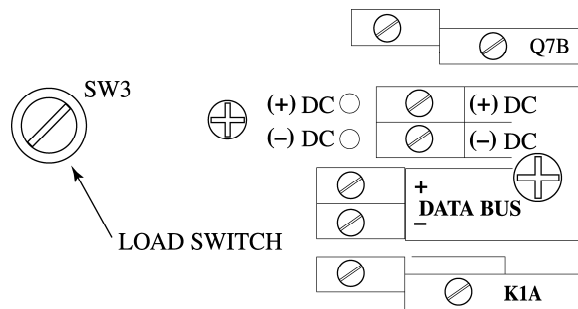 Q7B
SW3
(+) DC (+) DC
(−) DC (−) DC
+
DATA BUS
−
LOAD SWITCH
K1A